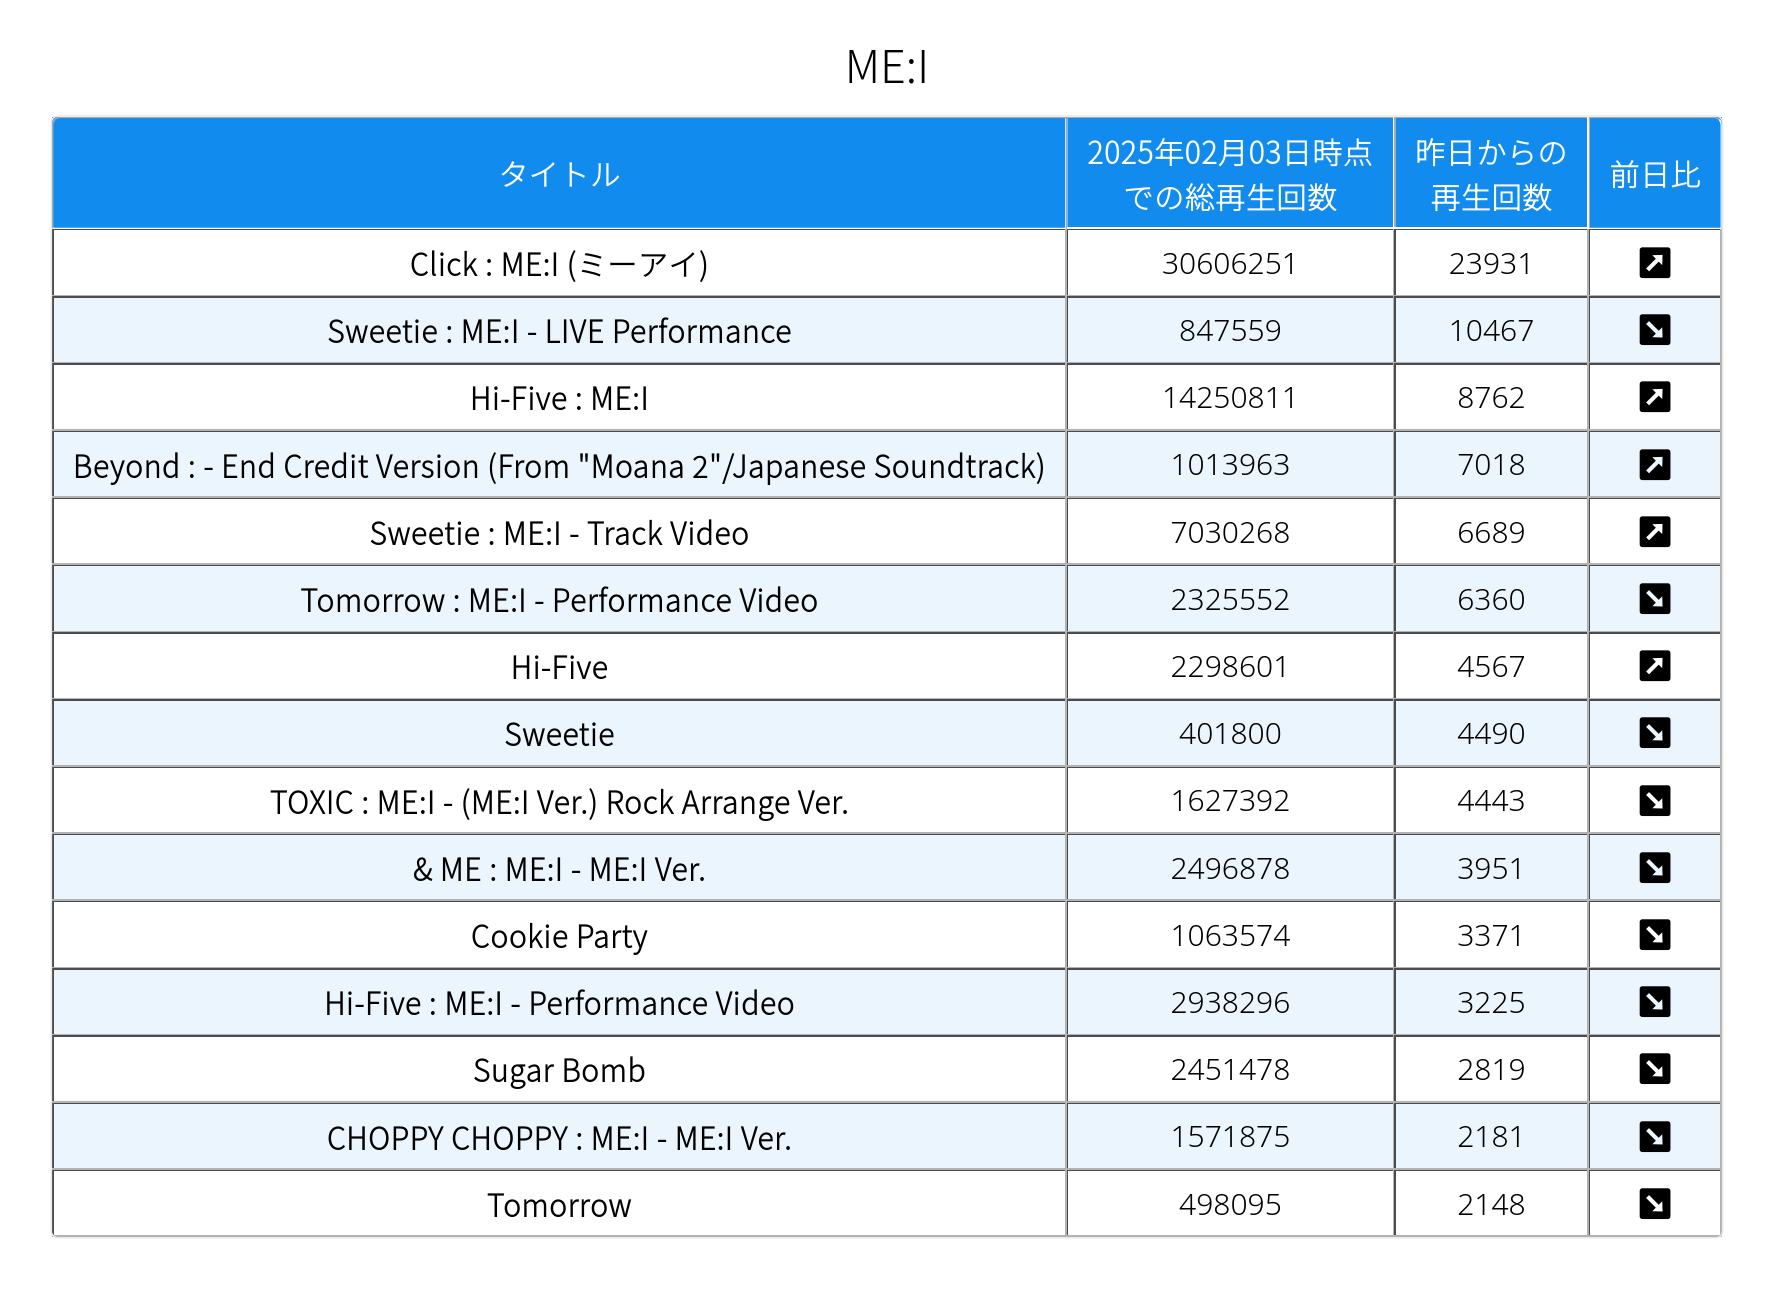 ME:I
タイトル 2025年02月03日時点 昨日からの 前日比
での総再生回数 再生回数
Click : ME:I (ミーアイ) 30606251 23931
Sweetie : ME:I - LIVE Performance 847559 10467
Hi-Five : ME:I 14250811 8762
Beyond : - End Credit Version (From "Moana 2"/Japanese Soundtrack) 1013963 7018
Sweetie : ME:I - Track Video 7030268 6689
Tomorrow : ME:I - Performance Video 2325552 6360
Hi-Five 2298601 4567
Sweetie 401800 4490
TOXIC : ME:I - (ME:I Ver.) Rock Arrange Ver. 1627392 4443
& ME : ME:I - ME:I Ver. 2496878 3951
Cookie Party 1063574 3371
Hi-Five : ME:I - Performance Video 2938296 3225
Sugar Bomb 2451478 2819
CHOPPY CHOPPY : ME:I - ME:I Ver. 1571875 2181
Tomorrow 498095 2148